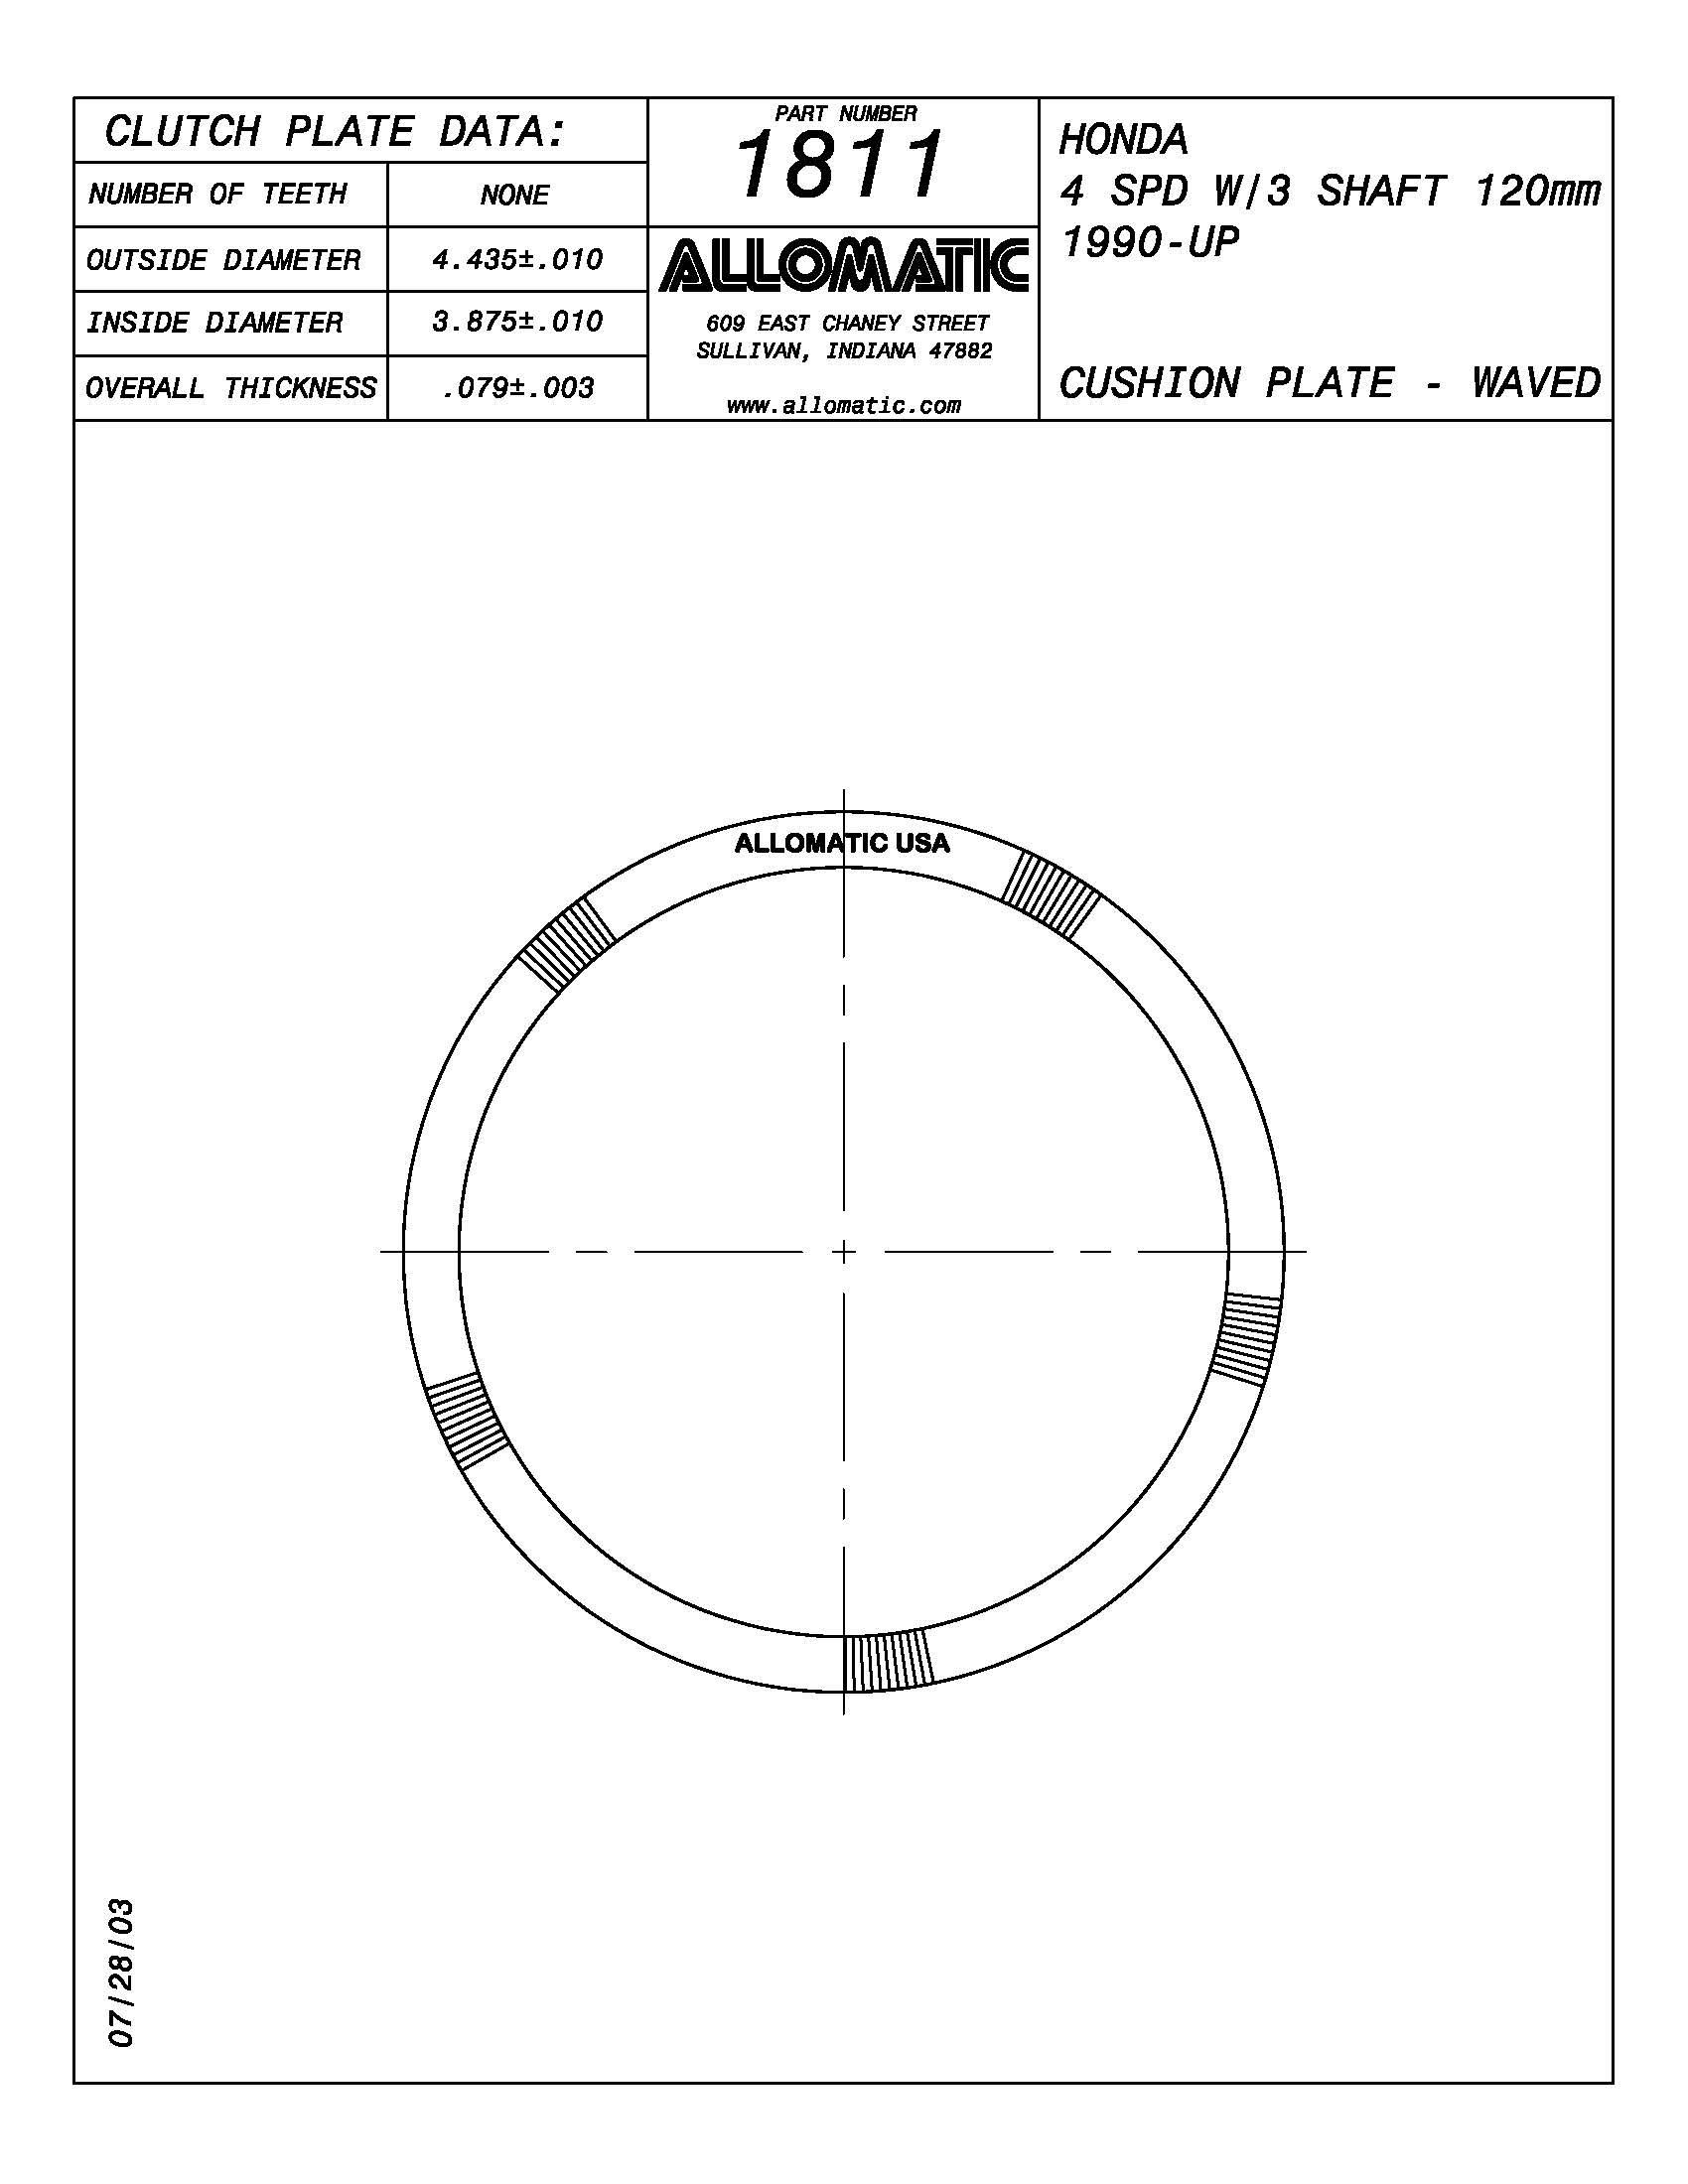 CLUTCH PLATE DATA:
NUMBER OF TEETH NONE
OUTSIDE DIAMETER 4.435±.010
INSIDE DIAMETER 3.875±.010
OVERALL THICKNESS .079±.003
PART NUMBER
1811
ALLOMATIC
609 EAST CHANEY STREET
SULLIVAN, INDIANA 47882
www.allomatic.com
HONDA
4 SPD W/3 SHAFT 120mm
1990-UP
CUSHION PLATE - WAVED
ALLOMATIC USA
07/28/03